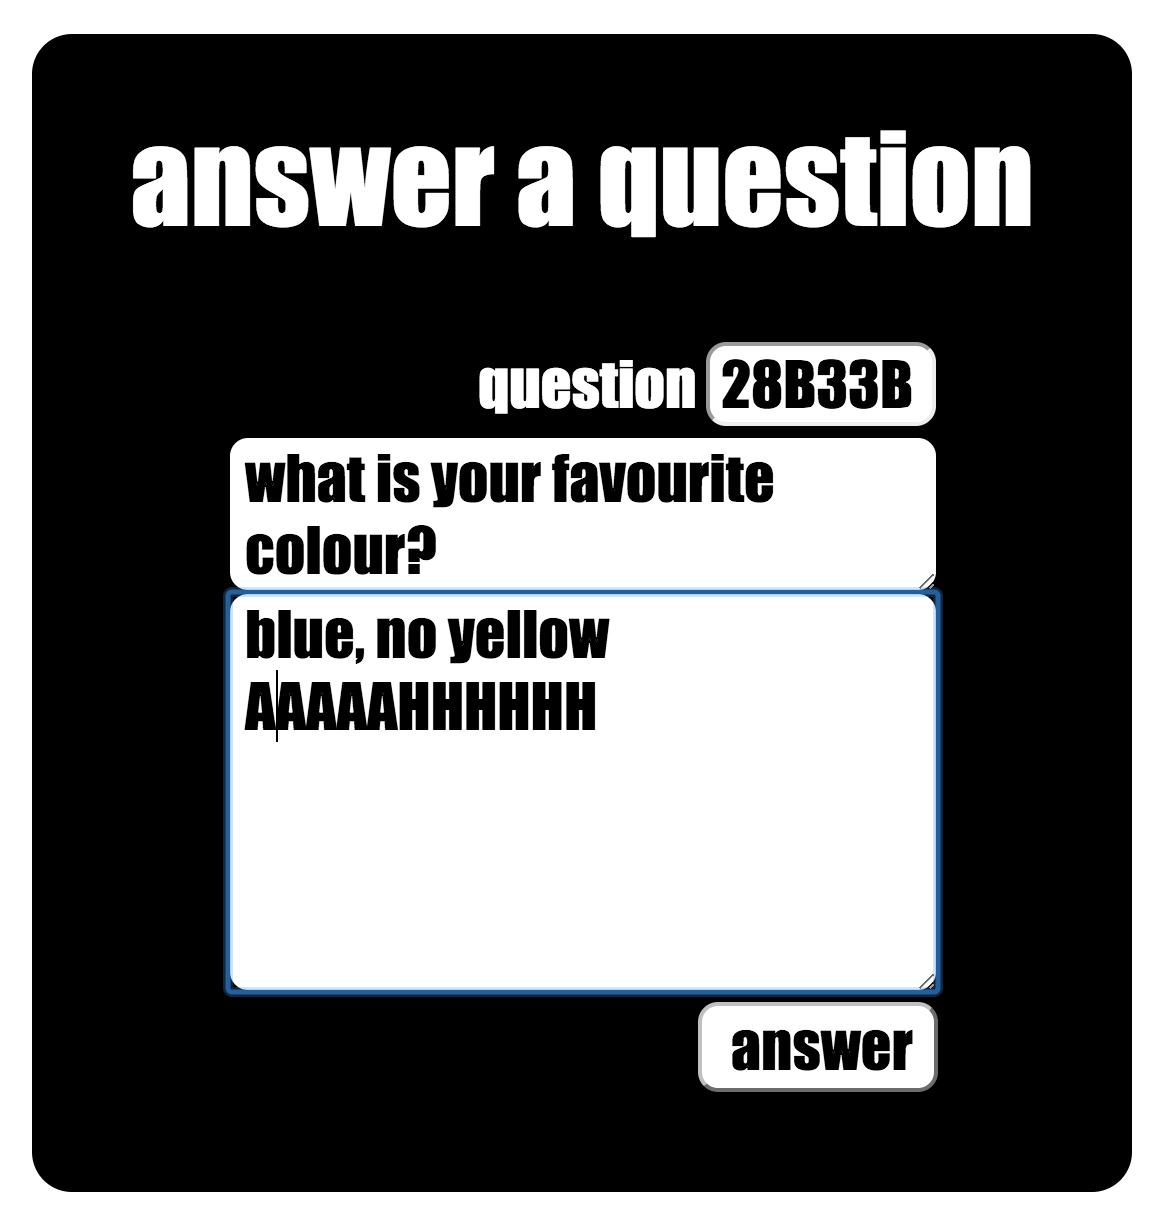 answer a question
question 28B33B
what is your favourite
colour?
blue, no yellow
AAAAAHHHHHH
answer